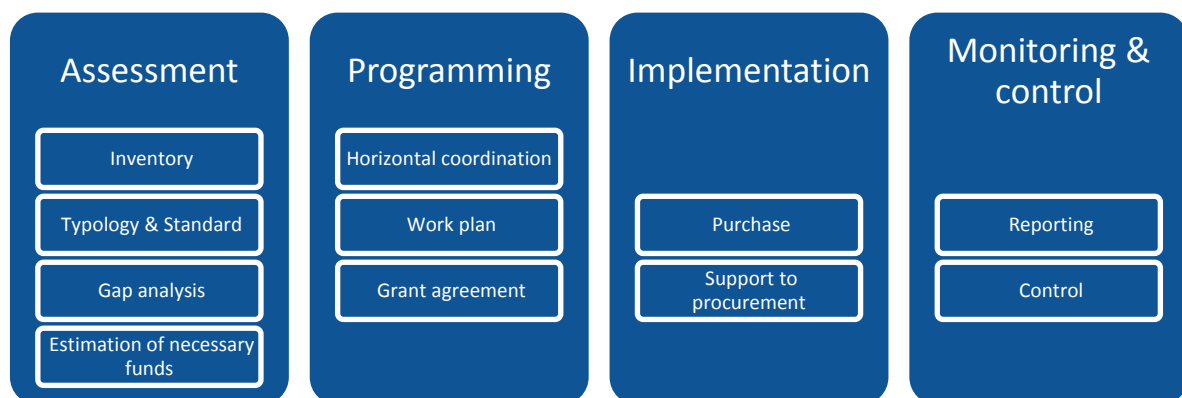 Assessment
Inventory
Typology & Standard
Gap analysis
Estimation of necessary
funds
Programming
Horizontal coordination
Work plan
Grant agreement
Implementation
Purchase
Support to
procurement
Monitoring &
control
Reporting
Control